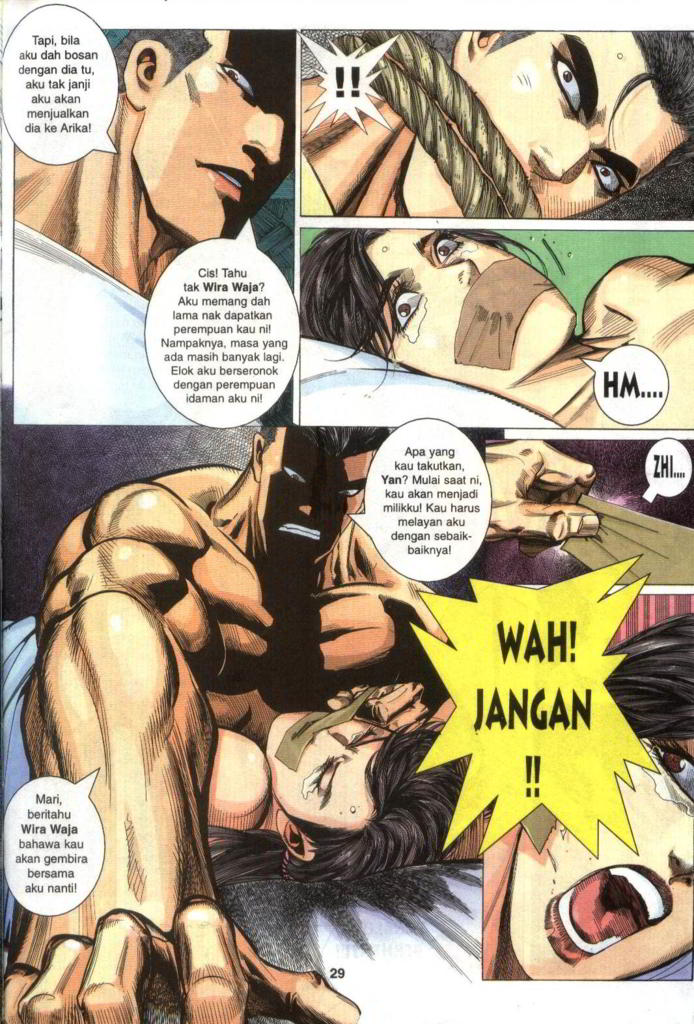 Tapi, bila
aku dah bosan
dengan dia tu,
aku tak janji
aku akan
menjualkan
dia ke Arika!
!!
Cis! Tahu
tak Wira Waja?
Aku memang dah
lama nak dapatkan
perempuan kau ni!
Nampaknya, masa yang
ada masih banyak lagi.
Elok aku berseronok
dengan perempuan
idaman aku ni!
HM....
Apa yang
kau takutkan,
Yan? Mulai saat ni,
kau akan menjadi
milikku! Kau harus
melayan aku
dengan sebaik-
baiknya!
ZHI....
WAH!
JANGAN
!!
Mari,
beritahu
Wira Waja
bahawa kau
akan gembira
bersama
aku nanti!
29